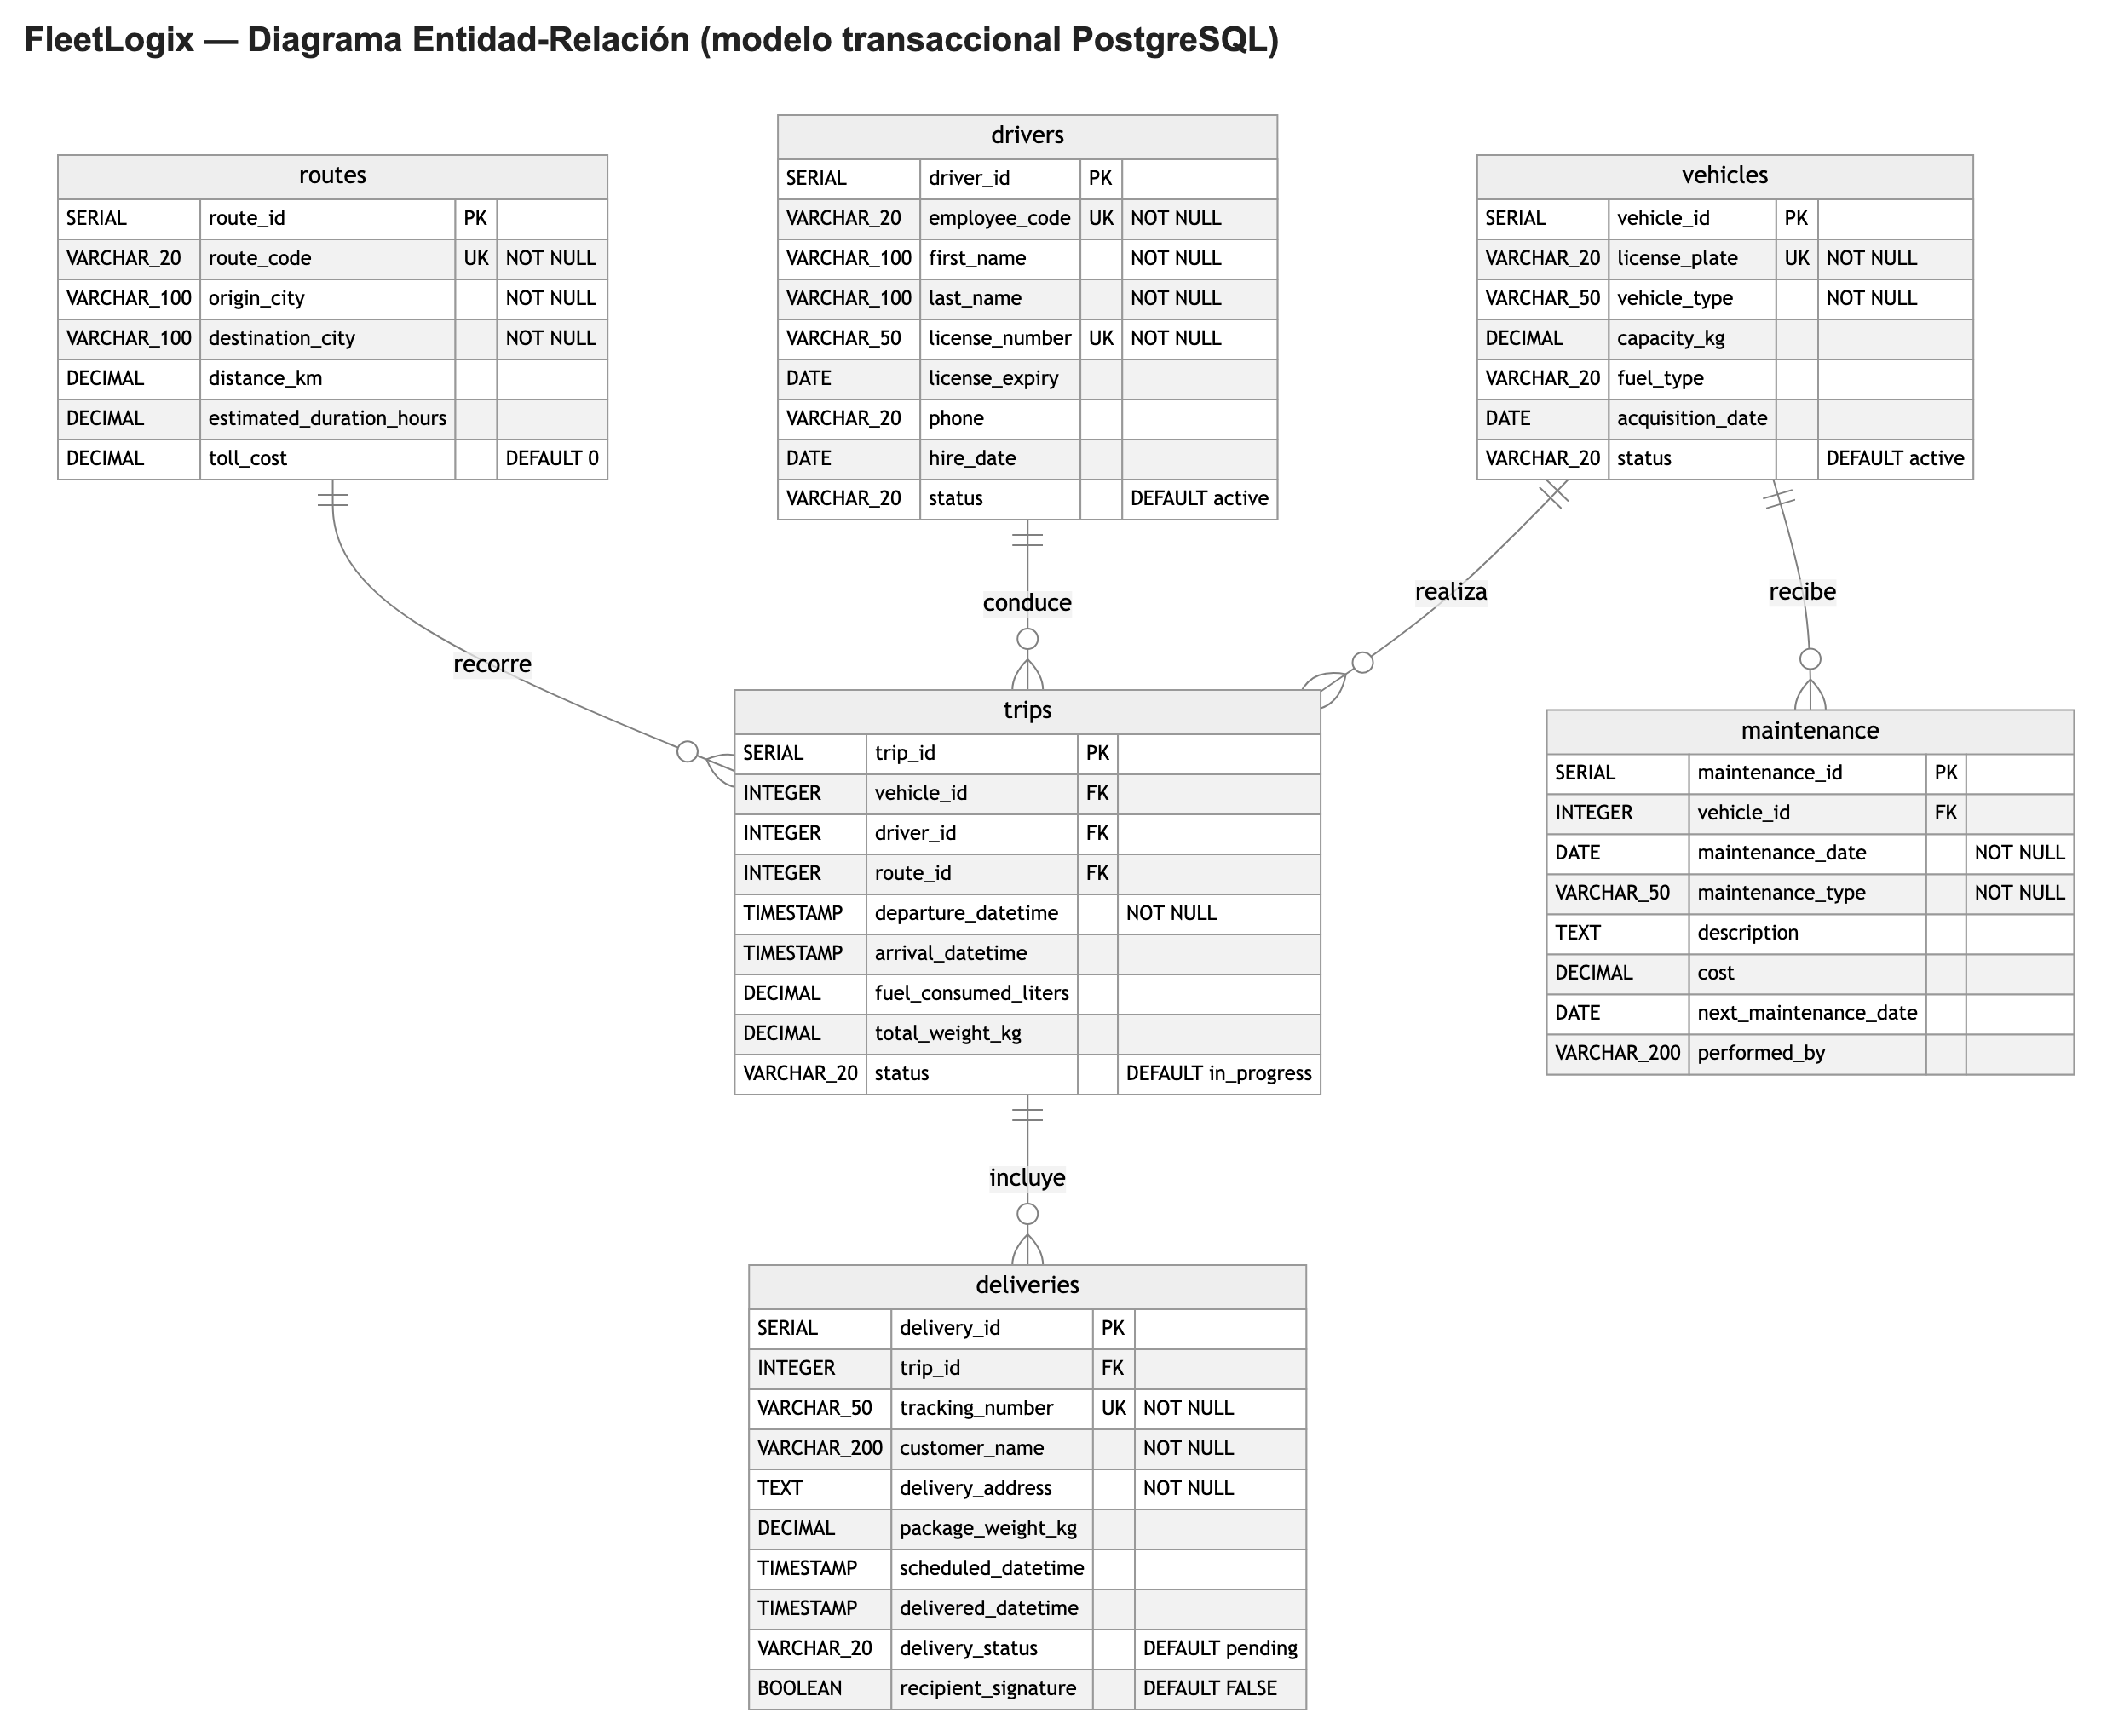 FleetLogix — Diagrama Entidad-Relación (modelo transaccional PostgreSQL)
routes
SERIAL route_id PK
VARCHAR_20 route_code UK NOT NULL
VARCHAR_100 origin_city NOT NULL
VARCHAR_100 destination_city NOT NULL
DECIMAL distance_km
DECIMAL estimated_duration_hours
DECIMAL toll_cost DEFAULT 0
drivers
SERIAL driver_id PK
VARCHAR_20 employee_code UK NOT NULL
VARCHAR_100 first_name NOT NULL
VARCHAR_100 last_name NOT NULL
VARCHAR_50 license_number UK NOT NULL
DATE license_expiry
VARCHAR_20 phone
DATE hire_date
VARCHAR_20 status DEFAULT active
vehicles
SERIAL vehicle_id PK
VARCHAR_20 license_plate UK NOT NULL
VARCHAR_50 vehicle_type NOT NULL
DECIMAL capacity_kg
VARCHAR_20 fuel_type
DATE acquisition_date
VARCHAR_20 status DEFAULT active
recorre
conduce
realiza
recibe
trips
SERIAL trip_id PK
INTEGER vehicle_id FK
INTEGER driver_id FK
INTEGER route_id FK
TIMESTAMP departure_datetime NOT NULL
TIMESTAMP arrival_datetime
DECIMAL fuel_consumed_liters
DECIMAL total_weight_kg
VARCHAR_20 status DEFAULT in_progress
maintenance
SERIAL maintenance_id PK
INTEGER vehicle_id FK
DATE maintenance_date NOT NULL
VARCHAR_50 maintenance_type NOT NULL
TEXT description
DECIMAL cost
DATE next_maintenance_date
VARCHAR_200 performed_by
incluye
deliveries
SERIAL delivery_id PK
INTEGER trip_id FK
VARCHAR_50 tracking_number UK NOT NULL
VARCHAR_200 customer_name NOT NULL
TEXT delivery_address NOT NULL
DECIMAL package_weight_kg
TIMESTAMP scheduled_datetime
TIMESTAMP delivered_datetime
VARCHAR_20 delivery_status DEFAULT pending
BOOLEAN recipient_signature DEFAULT FALSE